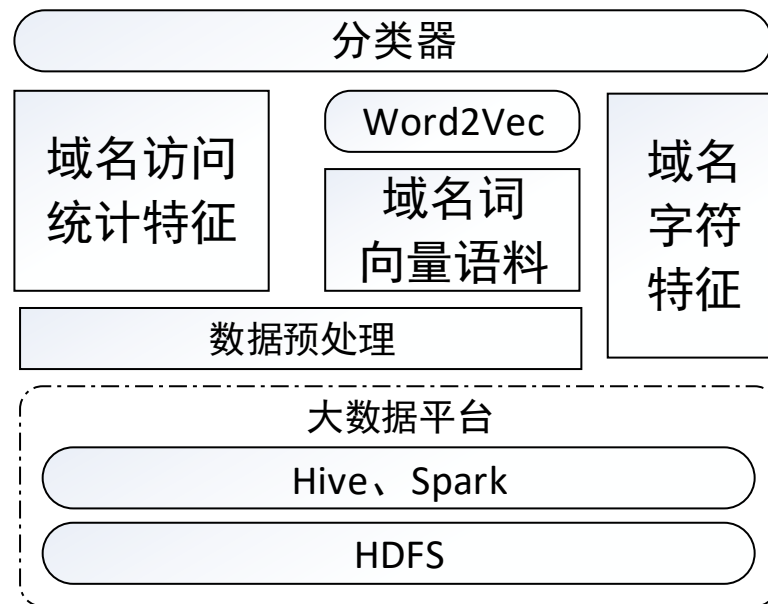 分类器
域名访问
统计特征
Word2Vec
域名词
向量语料
域名
字符
特征
数据预处理
大数据平台
Hive、Spark
HDFS